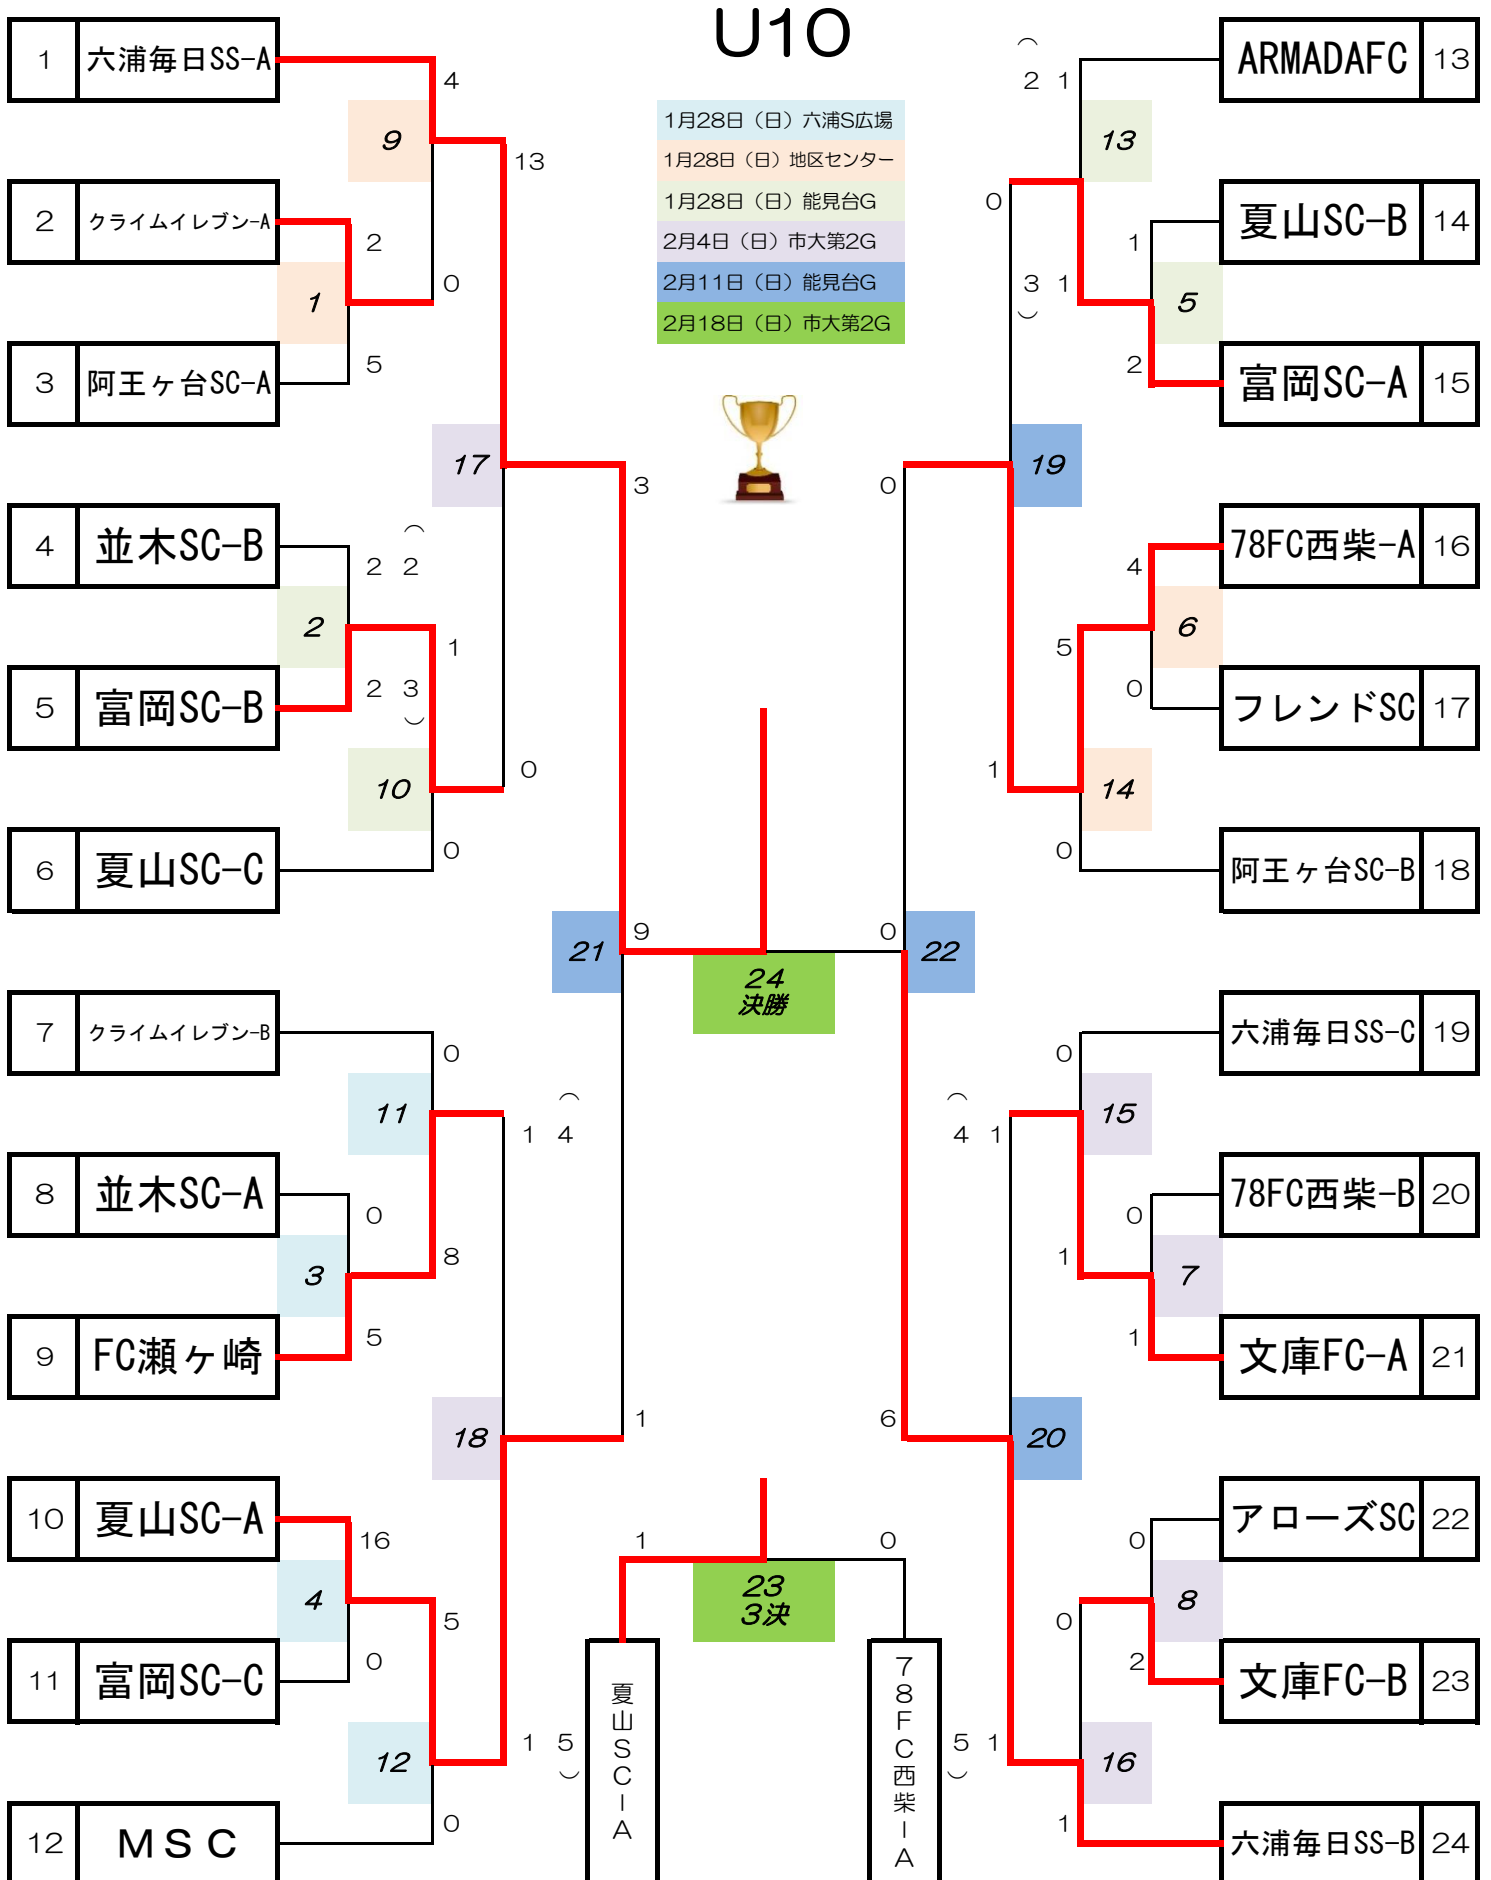 U10
1月28日（日）六浦S広場
1月28日（日）地区センター
1月28日（日）能見台G
2月4日（日）市大第2G
2月11日（日）能見台G
2月18日（日）市大第2G
1 六浦毎日SS-A
4
9
13
2 クライムイレブン-A
2
0
1
3 阿王ヶ台SC-A
5
17
3
4 並木SC-B
2（2
2
1
5 富岡SC-B
2 3）
10
0
6 夏山SC-C
0
21
9
7 クライムイレブン-B
0
11
1（4
8 並木SC-A
0
8
3
9 FC瀬ヶ崎
5
18
1
10 夏山SC-A
16
4
5
11 富岡SC-C
0
12
1 5）
12 MSC
0
24
決勝
1
0
23
3決
夏山SC-A
78FC西柴-A
（2 1
ARMADAFC 13
13
0
夏山SC-B 14
1
3）1
5
2
富岡SC-A 15
19
0
78FC西柴-A 16
4
6
5
0
フレンドSC 17
1
14
0
阿王ヶ台SC-B 18
0
22
六浦毎日SS-C 19
0
15
（4 1
78FC西柴-B 20
0
1
7
1
文庫FC-A 21
6
20
アローズSC 22
0
8
0
2
文庫FC-B 23
5）1
16
1
六浦毎日SS-B 24